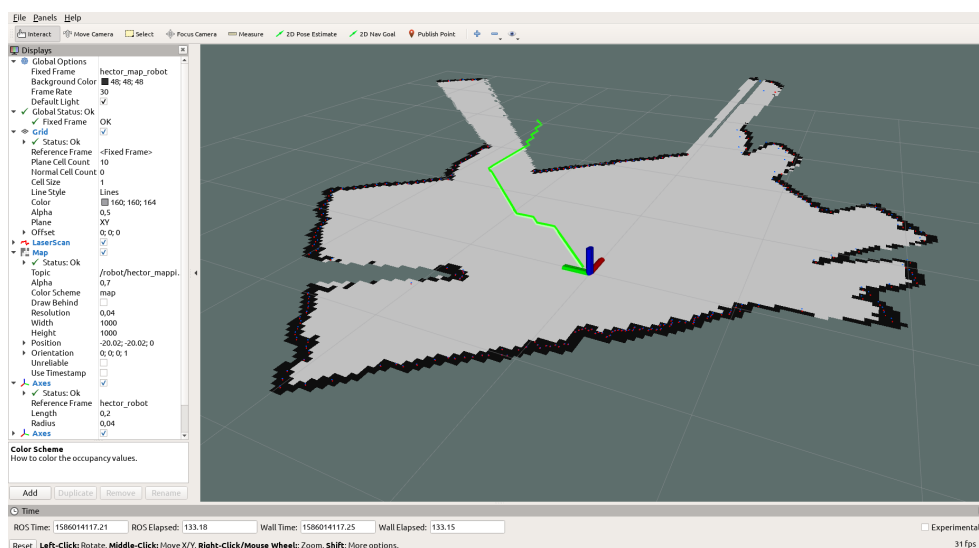 File Panels Help
Interact Move Camera Select Focus Camera Measure 2D Pose Estimate 2D Nav Goal Publish Point
Displays
Global Options
Fixed Frame hector_map_robot
Background Color 48; 48; 48
Frame Rate 30
Default Light
Global Status: Ok
Fixed Frame OK
Grid
Status: Ok
Reference Frame <Fixed Frame>
Plane Cell Count 10
Normal Cell Count 0
Cell Size 1
Line Style Lines
Color 160; 160; 164
Alpha 0,5
Plane XY
Offset 0; 0; 0
LaserScan
Map
Status: Ok
Topic /robot/hector_mappi.
Alpha 0,7
Color Scheme map
Draw Behind
Resolution 0,04
Width 1000
Height 1000
Position -20.02; -20.02; 0
Orientation 0; 0; 0; 1
Unreliable
Use Timestamp
Axes
Status: Ok
Reference Frame hector_robot
Length 0,2
Radius 0,04
Axes
Color Scheme
How to color the occupancy values.
Add Duplicate Remove Rename
Time
ROS Time: 1586014117.21 ROS Elapsed: 133.18 Wall Time: 1586014117.25 Wall Elapsed: 133.15 Experimental
Reset Left-Click: Rotate. Middle-Click: Move X/Y. Right-Click/Mouse Wheel:: Zoom. Shift: More options. 31 fps